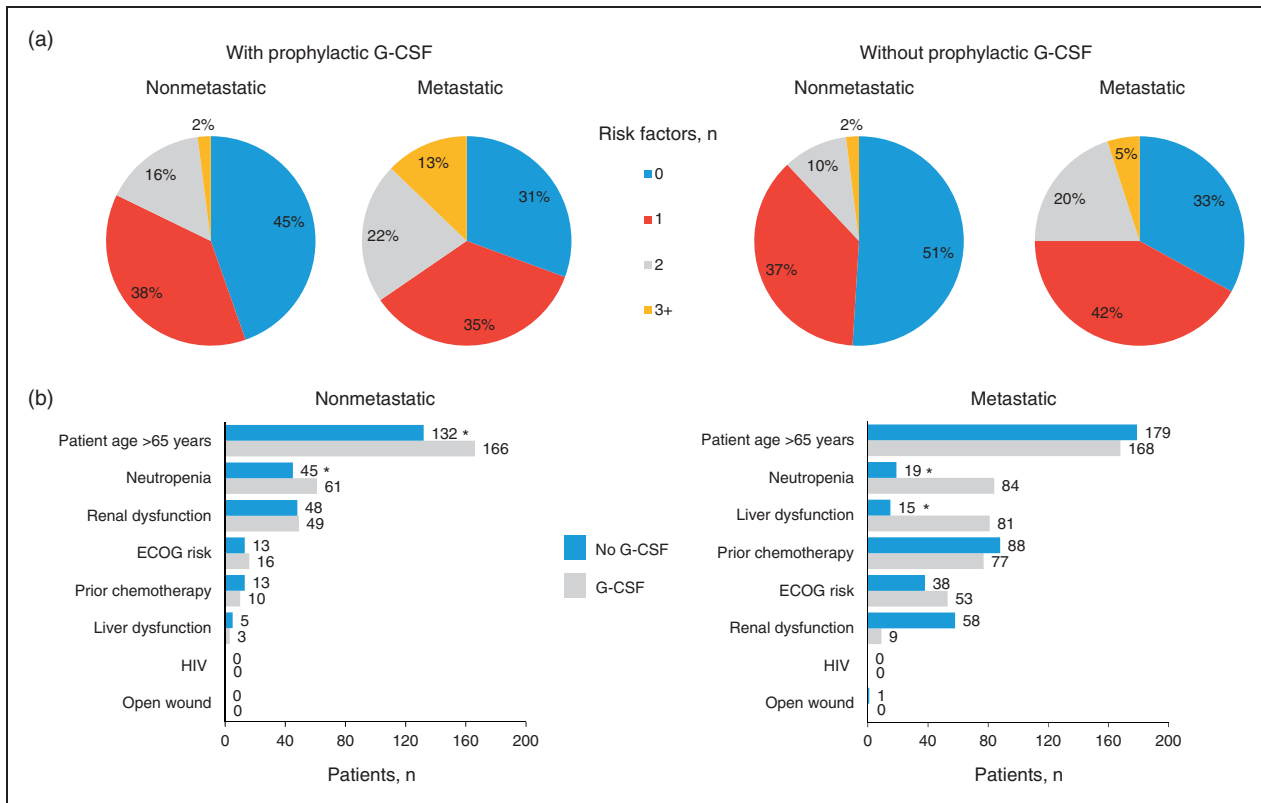 (a)
With prophylactic G-CSF
Nonmetastatic
Metastatic
2%
16%
45%
38%
13%
31%
22%
35%
Risk factors, n
0
1
2
3+
Without prophylactic G-CSF
Nonmetastatic
Metastatic
2%
10%
37%
51%
5%
20%
33%
42%
(b)
Nonmetastatic
Patient age >65 years
132 *
166
Neutropenia
45 *
61
Renal dysfunction
48
49
ECOG risk
13
16
Prior chemotherapy
13
10
Liver dysfunction
5
3
HIV
0
0
Open wound
0
0
0 40 80 120 160 200
Patients, n
No G-CSF
G-CSF
Metastatic
Patient age >65 years
179
168
Neutropenia
19 *
84
Liver dysfunction
15 *
81
Prior chemotherapy
88
77
ECOG risk
38
53
Renal dysfunction
58
9
HIV
0
0
Open wound
1
0
0 40 80 120 160 200
Patients, n